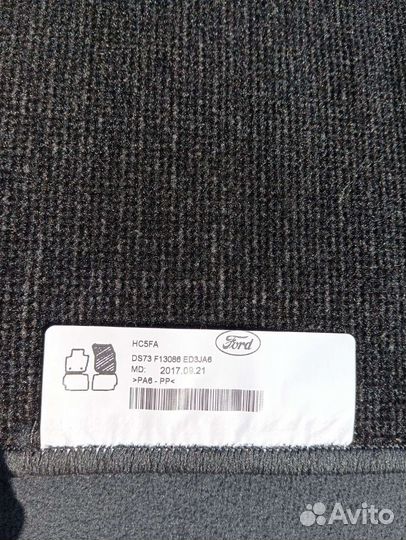 HC5FA
Ford
DS73 F13086 ED3JA6
MD: 2017.09.21
>PA6-PP<
Avito